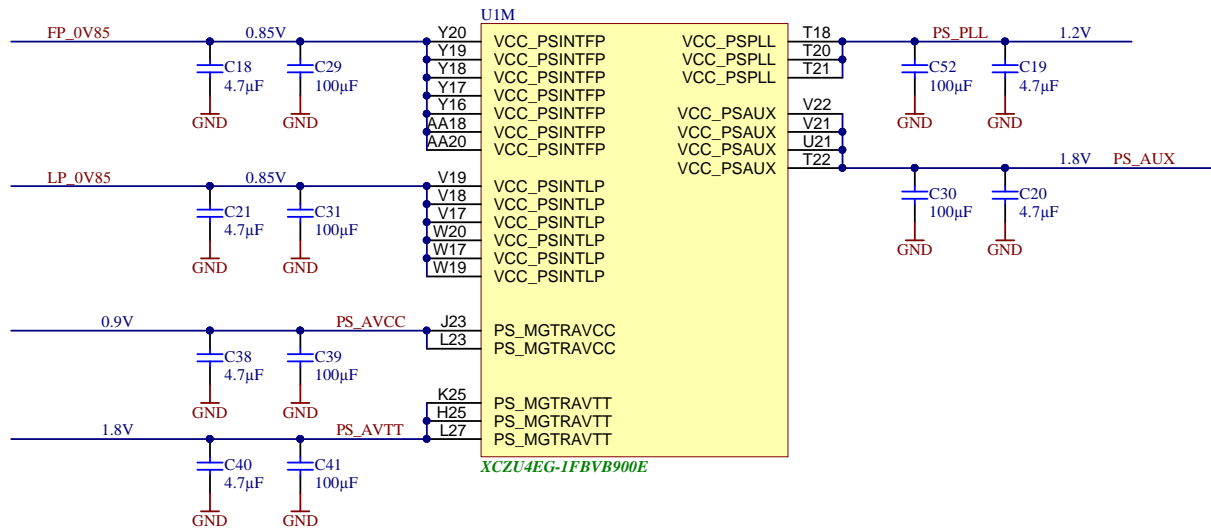 U1M
FP_0V85 0.85V Y20 VCC_PSINTFP VCC_PSPLL T18 PS_PLL 1.2V
Y19 VCC_PSINTFP VCC_PSPLL T20
Y18 VCC_PSINTFP VCC_PSPLL T21
C18 C29 C52 C19
4.7µF 100µF 100µF 4.7µF
Y17 VCC_PSINTFP
Y16 VCC_PSINTFP VCC_PSAUX V22
GND GND GND GND
AA18 VCC_PSINTFP VCC_PSAUX V21
AA20 VCC_PSINTFP VCC_PSAUX U21
VCC_PSAUX T22 1.8V PS_AUX
LP_0V85 0.85V V19 VCC_PSINTLP
V18 VCC_PSINTLP
C21 C31 C30 C20
4.7µF 100µF 100µF 4.7µF
V17 VCC_PSINTLP
W20 VCC_PSINTLP
W17 VCC_PSINTLP
GND GND GND GND
W19 VCC_PSINTLP
0.9V PS_AVCC J23 PS_MGTRAVCC
L23 PS_MGTRAVCC
C38 C39
4.7µF 100µF
K25 PS_MGTRAVTT
GND GND
H25 PS_MGTRAVTT
1.8V PS_AVTT L27 PS_MGTRAVTT
C40 C41
XCZU4EG-1FBVB900E
4.7µF 100µF
GND GND